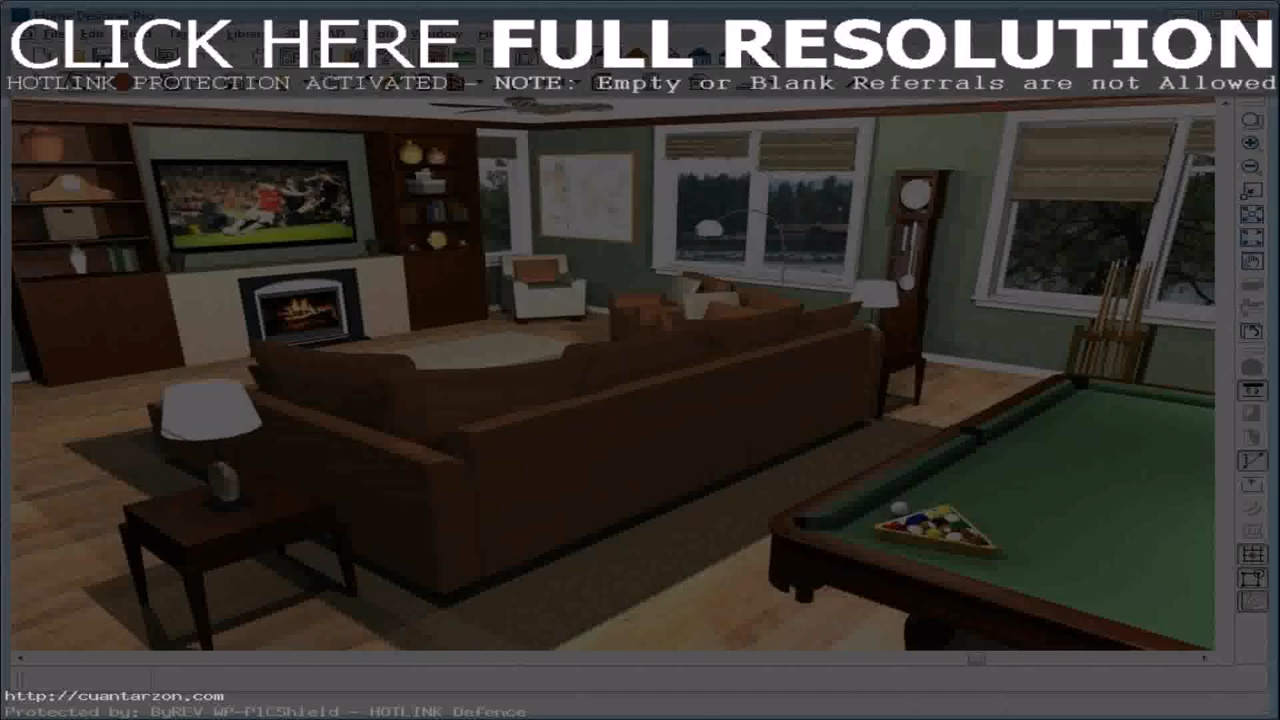 CLICK HERE FULL RESOLUTION
HOTLINK PROTECTION ACTIVATED - NOTE: Empty or Blank Referrals are not Allowed
http://cuantarzon.com
Protected by: ByREV WP-PICShield - HOTLINK Defence